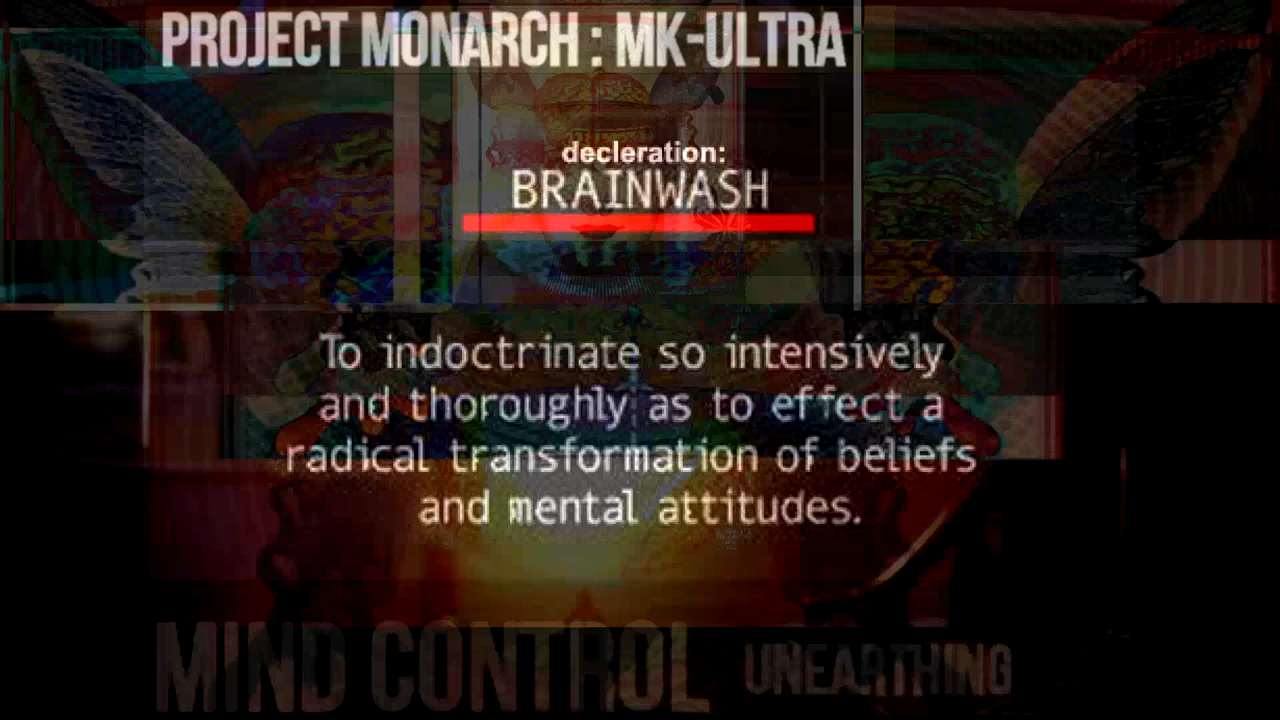 PROJECT MONARCH : MK-ULTRA
decleration:
BRAINWASH
To indoctrinate so intensively
and thoroughly as to effect a
radical transformation of beliefs
and mental attitudes.
MIND CONTROL UNEARTHING